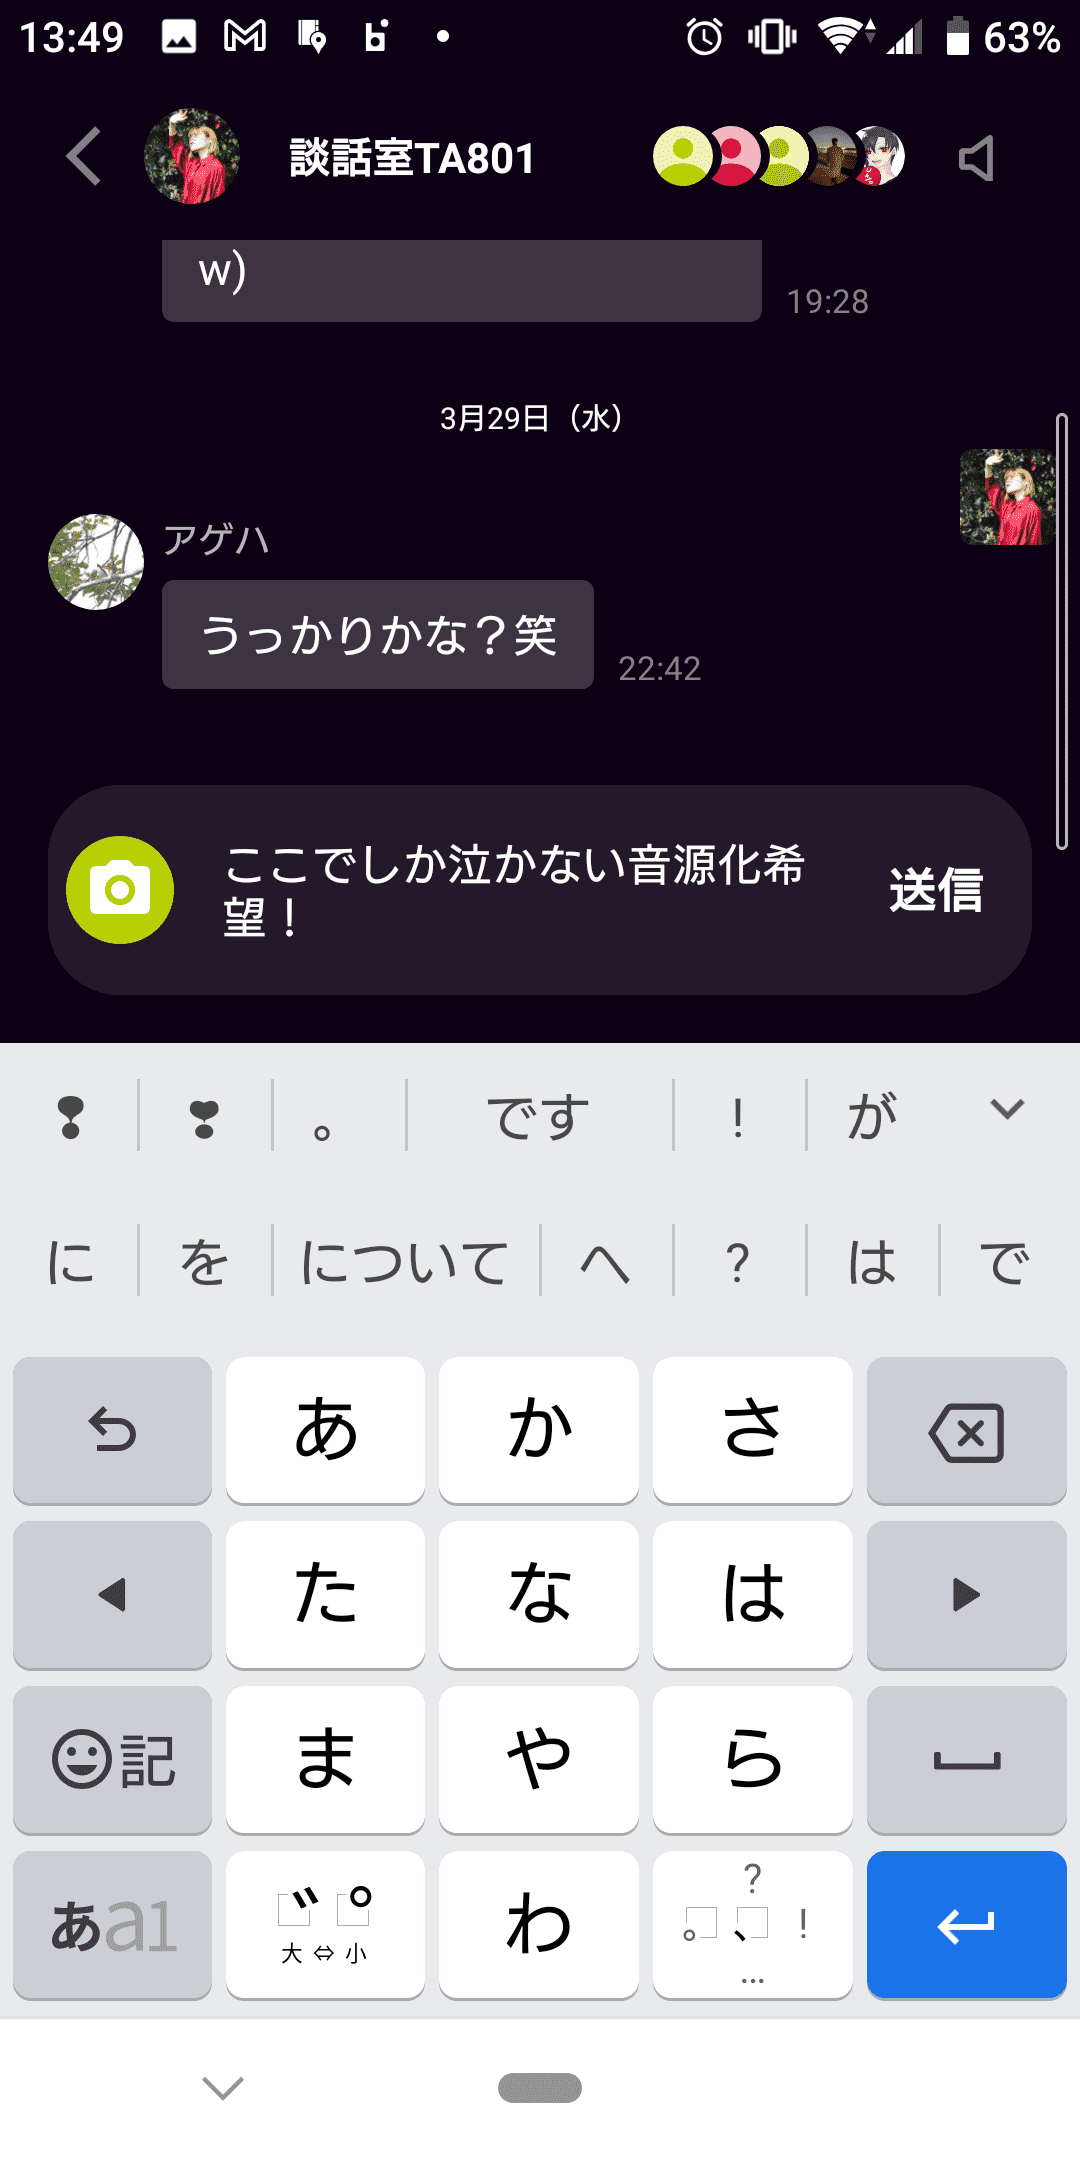 13:49 63%
談話室TA801
w)
19:28
3月29日（水）
アゲハ
うっかりかな？笑
22:42
ここでしか泣かない音源化希
望！
送信
❢ ❣ 。 です ！ が
に を について へ ？ は で
あ か さ
た な は
記 ま や ら
あa1 ゛ ゜ 大⇔小 わ 。 、 ? ! …